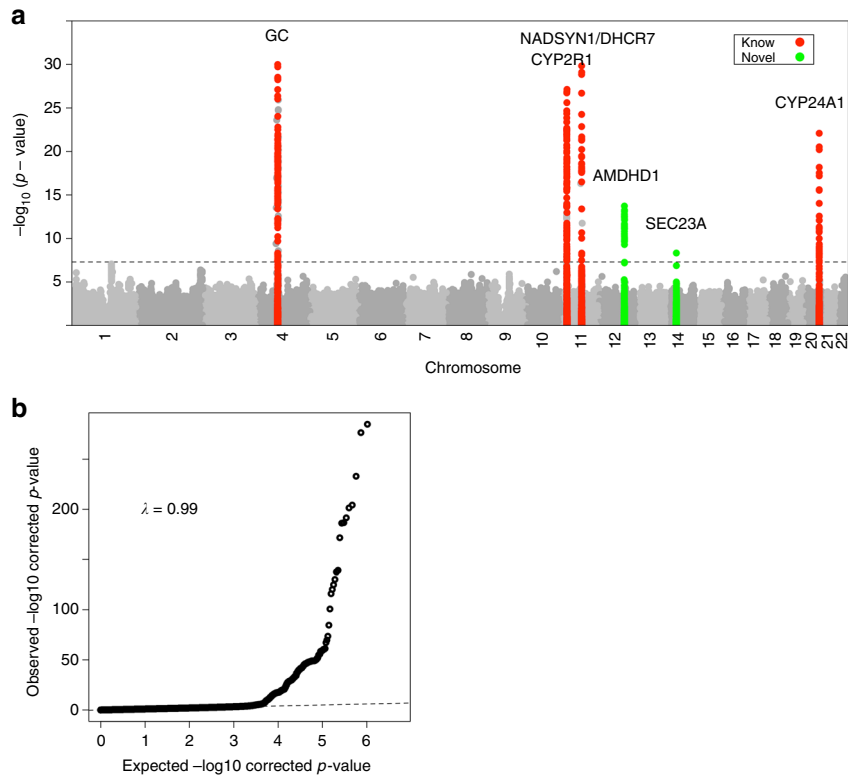 a
GC
NADSYN1/DHCR7
CYP2R1
Know
Novel
CYP24A1
AMDHD1
SEC23A
30
25
20
15
10
5
–log10 (p – value)
1 2 3 4 5 6 7 8 9 10 11 12 13 14 15 16 17 18 19 20 21 22
Chromosome
b
λ = 0.99
200
100
50
0
Observed –log10 corrected p-value
0 1 2 3 4 5 6
Expected –log10 corrected p-value